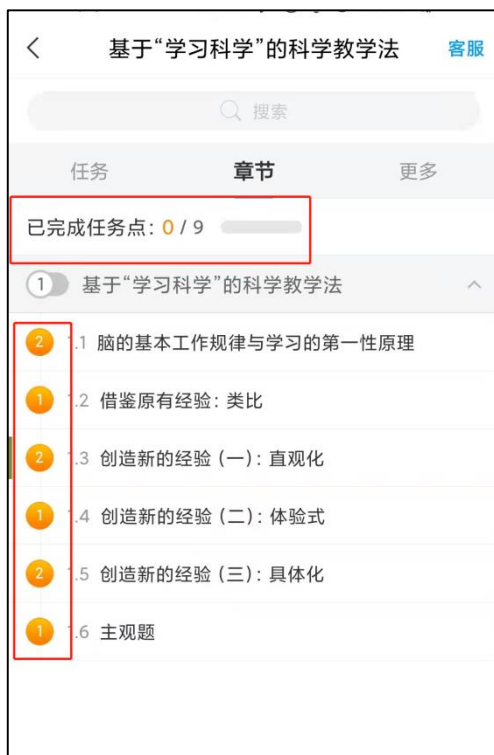 基于“学习科学”的科学教学法 客服
搜索
任务 章节 更多
已完成任务点: 0 / 9
1 基于“学习科学”的科学教学法
2 1.1 脑的基本工作规律与学习的第一性原理
1 1.2 借鉴原有经验: 类比
2 1.3 创造新的经验 (一): 直观化
1 1.4 创造新的经验 (二): 体验式
2 1.5 创造新的经验 (三): 具体化
1 1.6 主观题